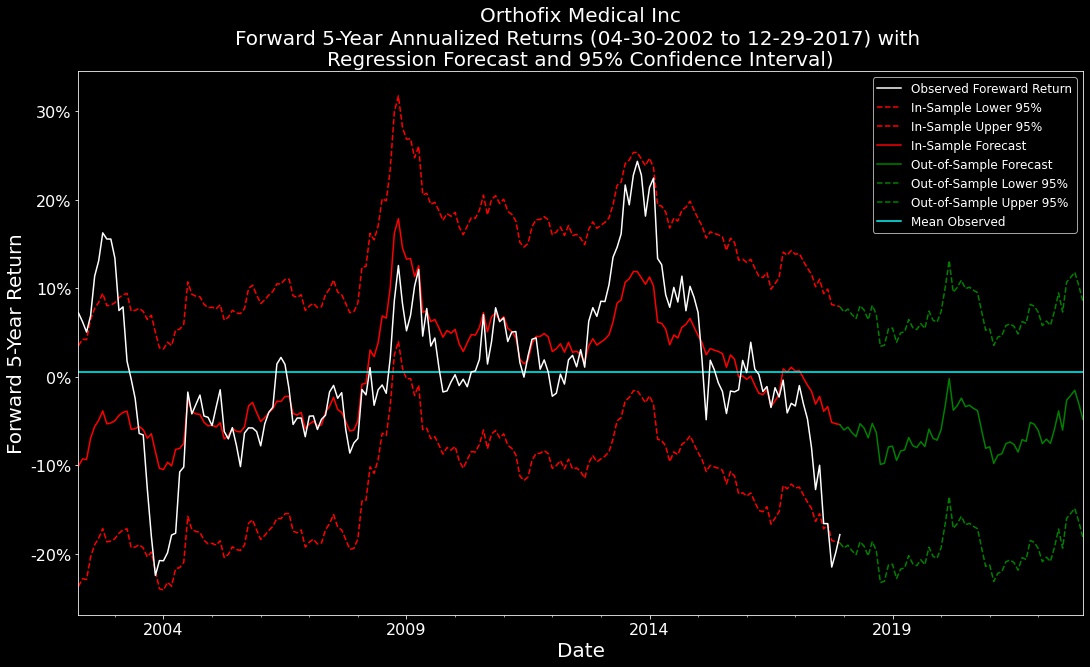 Orthofix Medical Inc
Forward 5-Year Annualized Returns (04-30-2002 to 12-29-2017) with
Regression Forecast and 95% Confidence Interval)
Forward 5-Year Return
30%
20%
10%
0%
-10%
-20%
Observed Foreward Return
In-Sample Lower 95%
In-Sample Upper 95%
In-Sample Forecast
Out-of-Sample Forecast
Out-of-Sample Lower 95%
Out-of-Sample Upper 95%
Mean Observed
2004
2009
2014
2019
Date